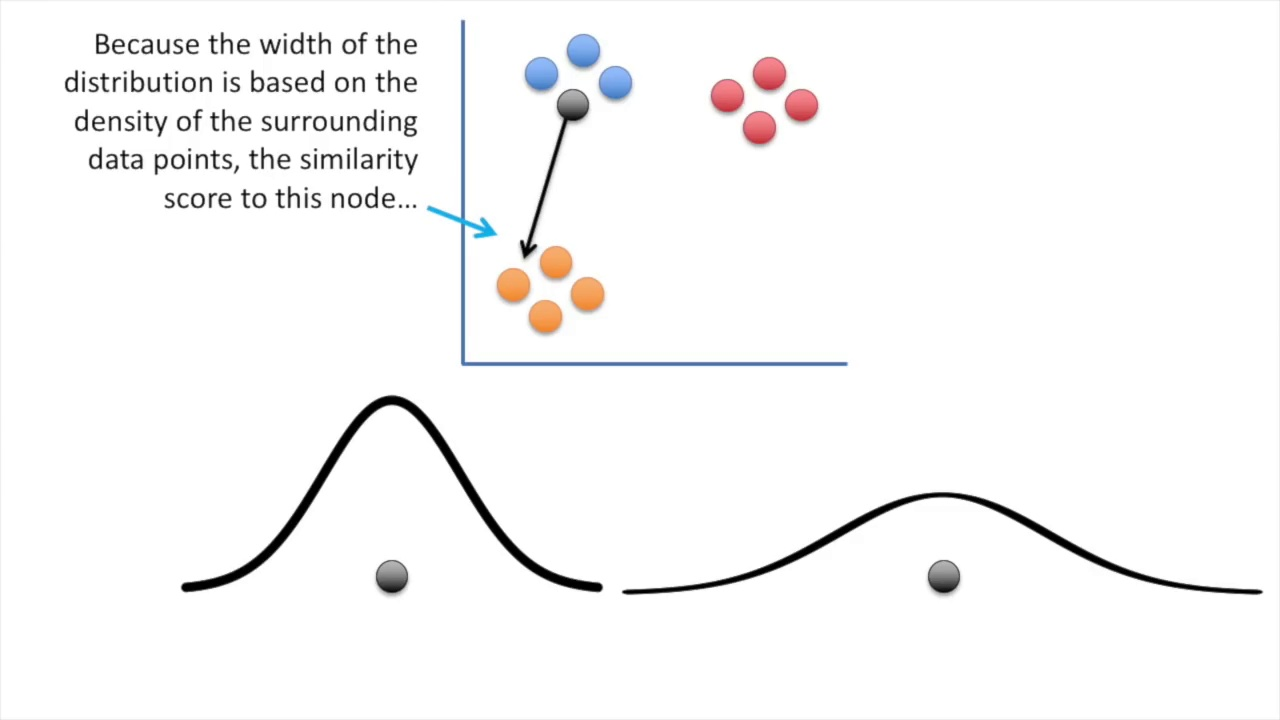 Because the width of the
distribution is based on the
density of the surrounding
data points, the similarity
score to this node...